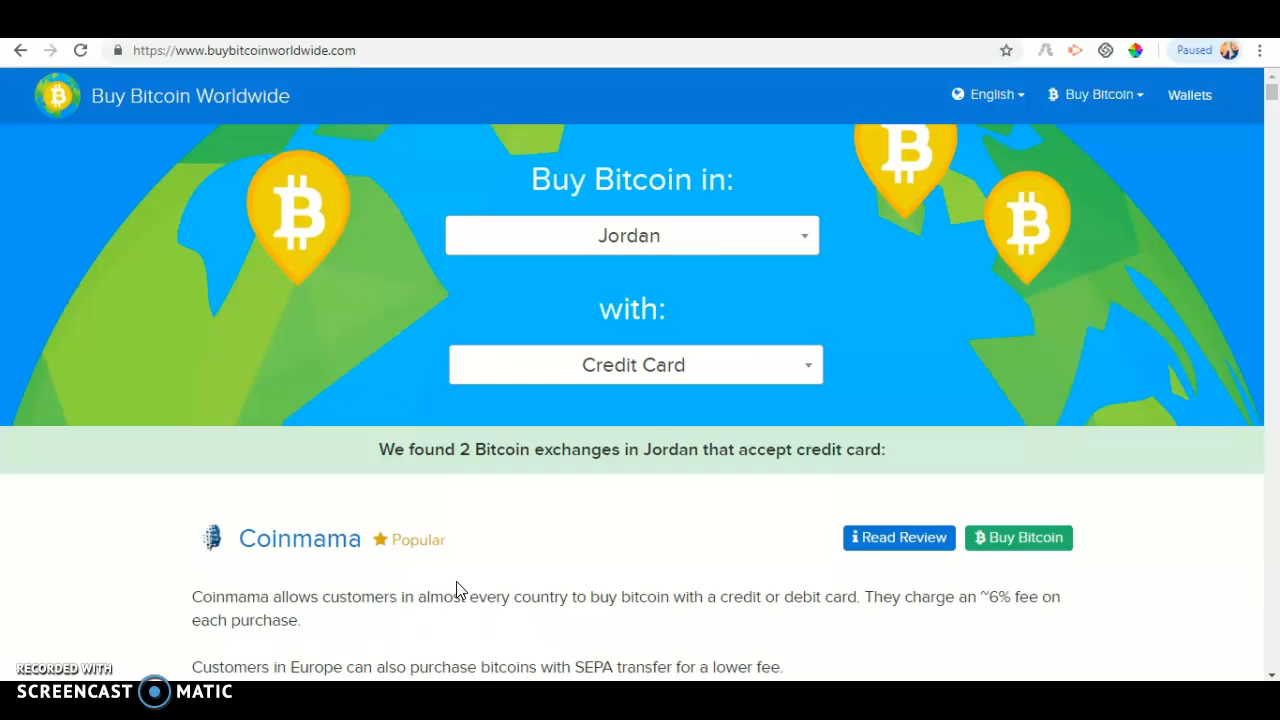 https://www.buybitcoinworldwide.com
Paused
Buy Bitcoin Worldwide
English
Buy Bitcoin
Wallets
Buy Bitcoin in:
Jordan
with:
Credit Card
We found 2 Bitcoin exchanges in Jordan that accept credit card:
Coinmama
Popular
Read Review
Buy Bitcoin
Coinmama allows customers in almost every country to buy bitcoin with a credit or debit card. They charge an ~6% fee on
each purchase.
Customers in Europe can also purchase bitcoins with SEPA transfer for a lower fee.
RECORDED WITH
SCREENCAST MATIC